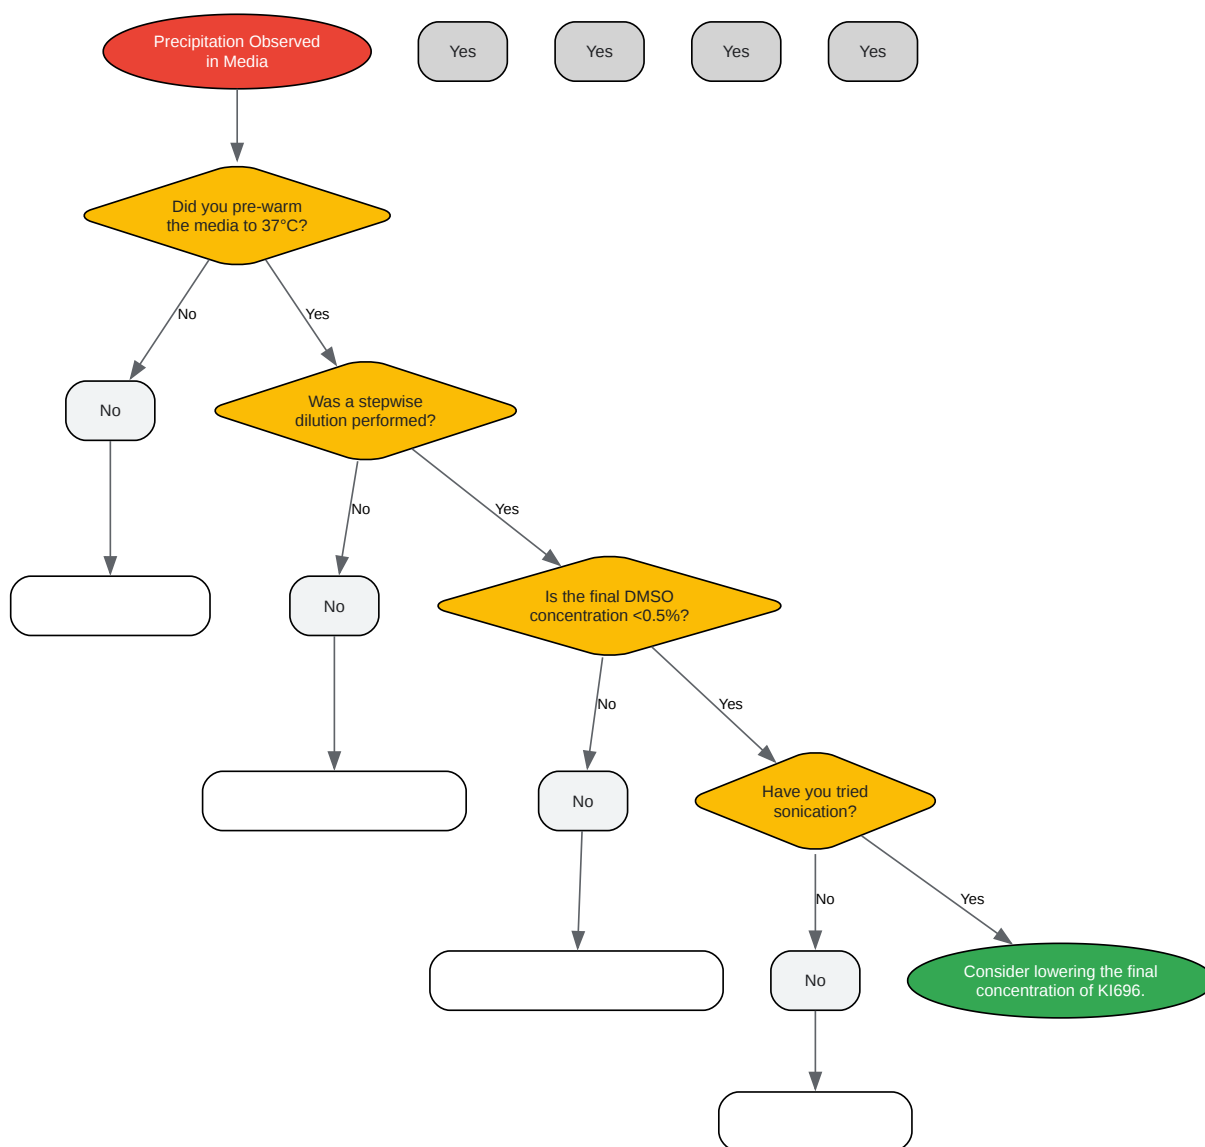 Precipitation Observed
in Media
Yes
Yes
Yes
Yes
Did you pre-warm
the media to 37°C?
No
Yes
No
Was a stepwise
dilution performed?
No
Yes
No
Is the final DMSO
concentration <0.5%?
No
Yes
No
Have you tried
sonication?
No
Yes
No
Consider lowering the final
concentration of KI696.